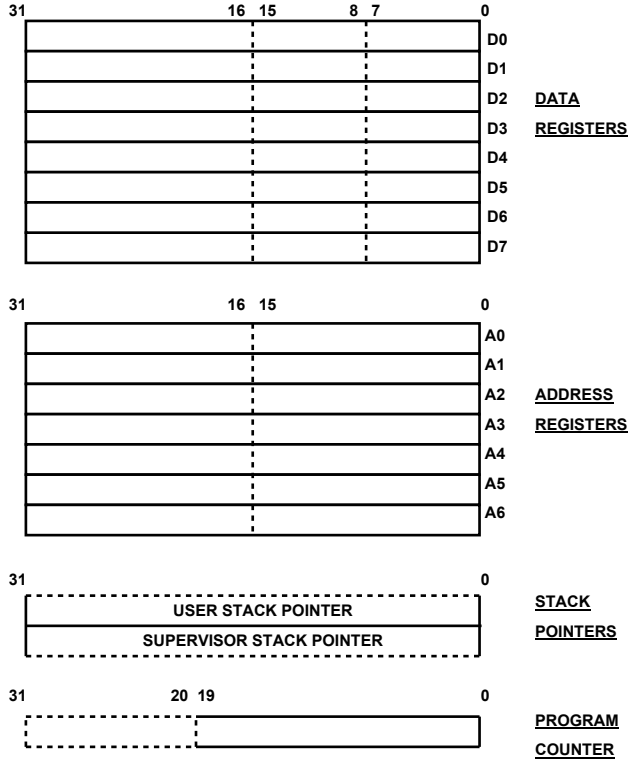 31 16 15 8 7 0
D0
D1
D2 DATA
D3 REGISTERS
D4
D5
D6
D7
31 16 15 0
A0
A1
A2 ADDRESS
A3 REGISTERS
A4
A5
A6
31 0
USER STACK POINTER STACK
SUPERVISOR STACK POINTER POINTERS
31 20 19 0
PROGRAM
COUNTER